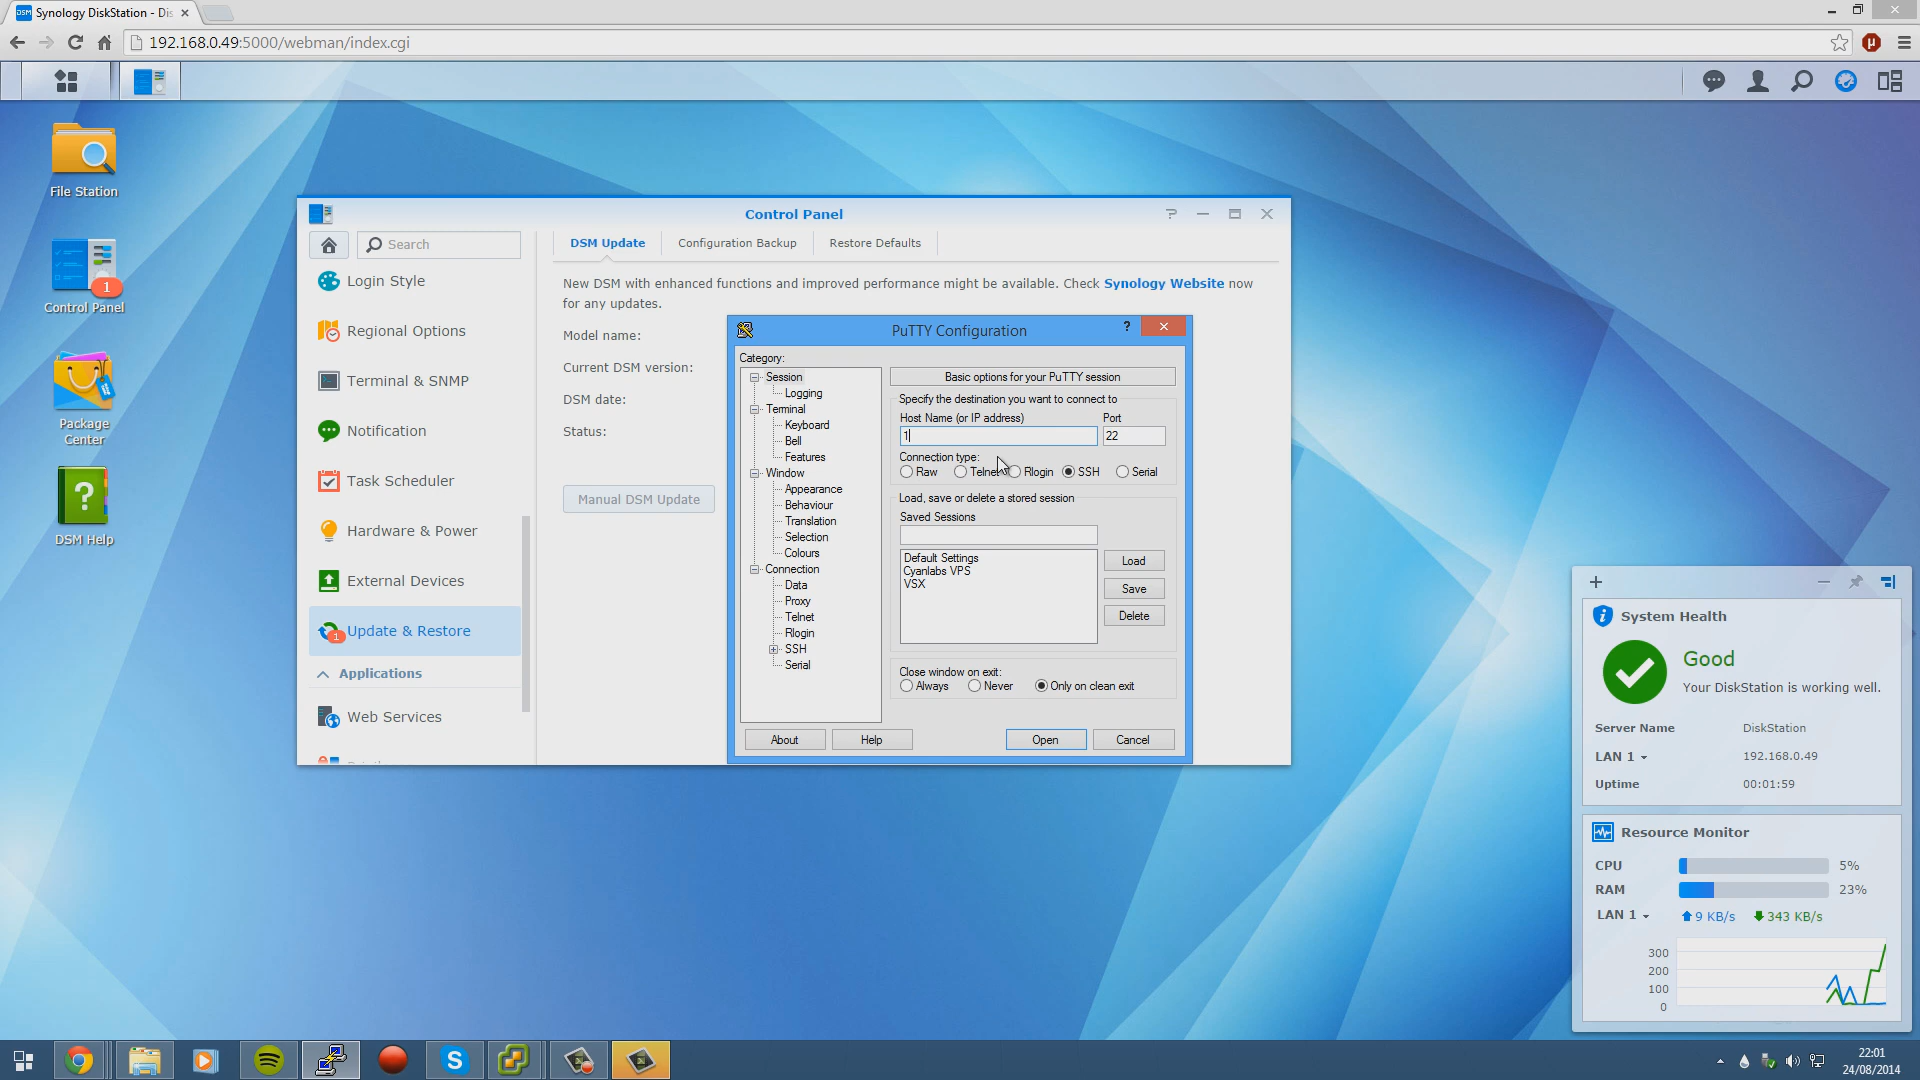 Synology DiskStation - Dis
192.168.0.49:5000/webman/index.cgi
File Station
Control Panel
1
Package
Center
DSM Help
Control Panel
Search
Login Style
Regional Options
Terminal & SNMP
Notification
Task Scheduler
Hardware & Power
External Devices
1
Update & Restore
Applications
Web Services
DSM Update
Configuration Backup
Restore Defaults
New DSM with enhanced functions and improved performance might be available. Check Synology Website now
for any updates.
Model name:
Current DSM version:
DSM date:
Status:
Manual DSM Update
PuTTY Configuration
Category:
Session
Logging
Terminal
Keyboard
Bell
Features
Window
Appearance
Behaviour
Translation
Selection
Colours
Connection
Data
Proxy
Telnet
Rlogin
SSH
Serial
Basic options for your PuTTY session
Specify the destination you want to connect to
Host Name (or IP address) Port
1 22
Connection type:
Raw Telnet Rlogin SSH Serial
Load, save or delete a stored session
Saved Sessions
Default Settings
Cyanlabs VPS
VSX
Load
Save
Delete
Close window on exit:
Always Never Only on clean exit
About Help Open Cancel
System Health
Good
Your DiskStation is working well.
Server Name DiskStation
LAN 1 192.168.0.49
Uptime 00:01:59
Resource Monitor
CPU 5%
RAM 23%
LAN 1 9 KB/s 343 KB/s
300
200
100
0
22:01
24/08/2014